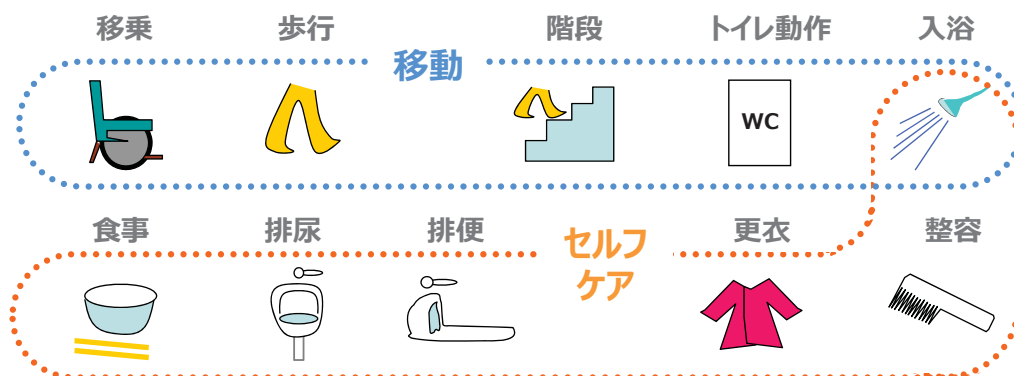 移乗 歩行 階段 トイレ動作 入浴
移動
WC
食事 排尿 排便 更衣 整容
セルフ
ケア